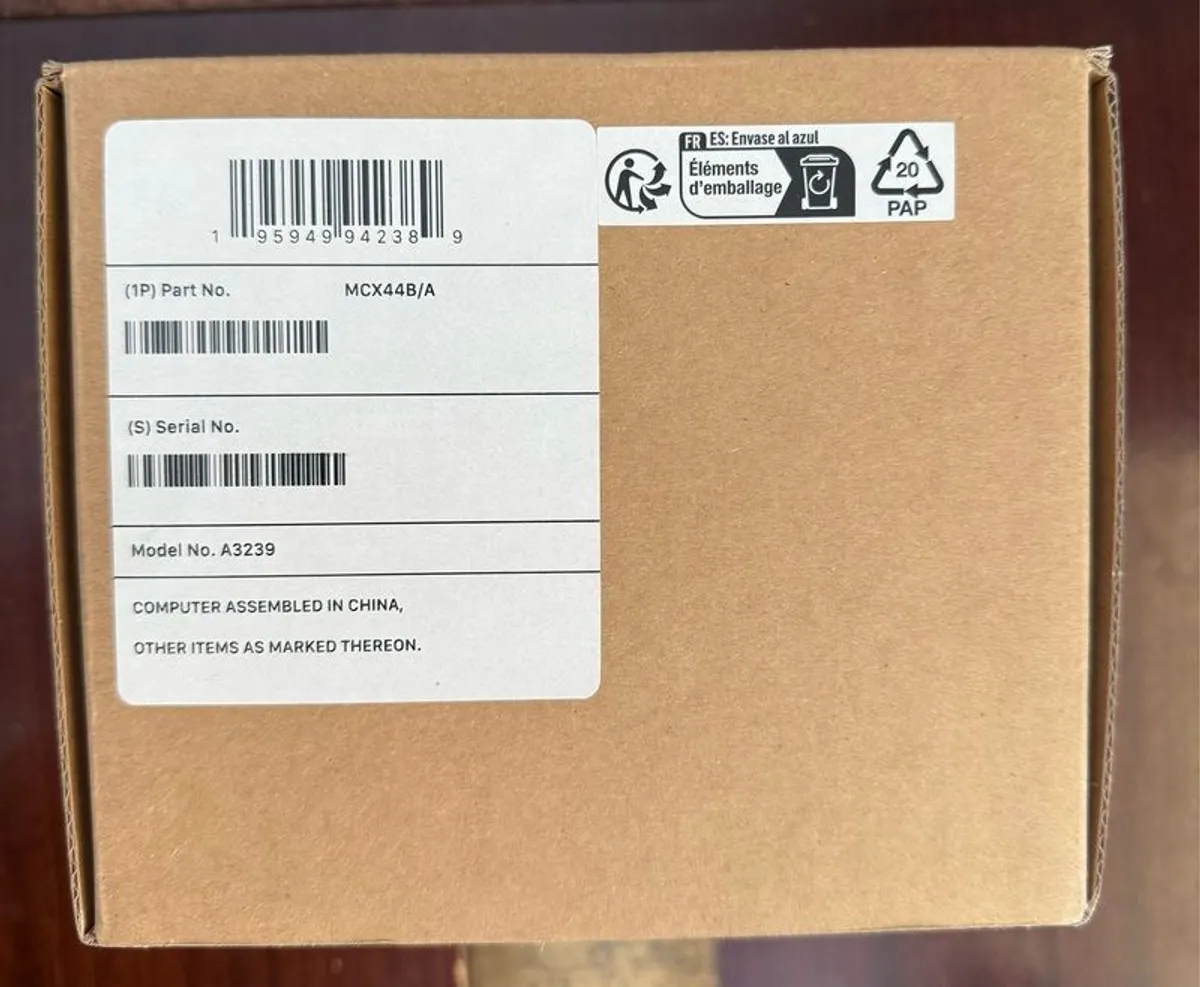 1 95949 94238 9
(1P) Part No. MCX44B/A
(S) Serial No.
Model No. A3239
COMPUTER ASSEMBLED IN CHINA,
OTHER ITEMS AS MARKED THEREON.
FR ES: Envase al azul
Éléments
d'emballage
20
PAP